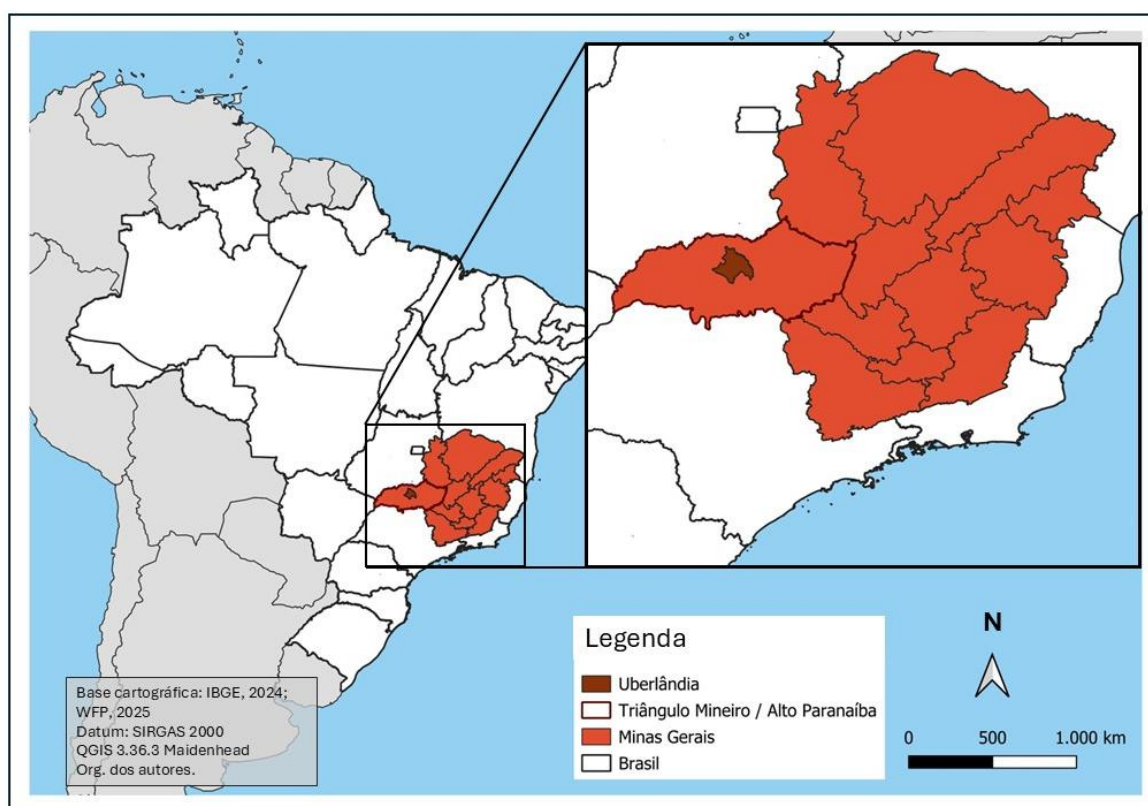 Legenda
Uberlândia
Triângulo Mineiro / Alto Paranaíba
Minas Gerais
Brasil
N
0 500 1.000 km
Base cartográfica: IBGE, 2024;
WFP, 2025
Datum: SIRGAS 2000
QGIS 3.36.3 Maidenhead
Org. dos autores.